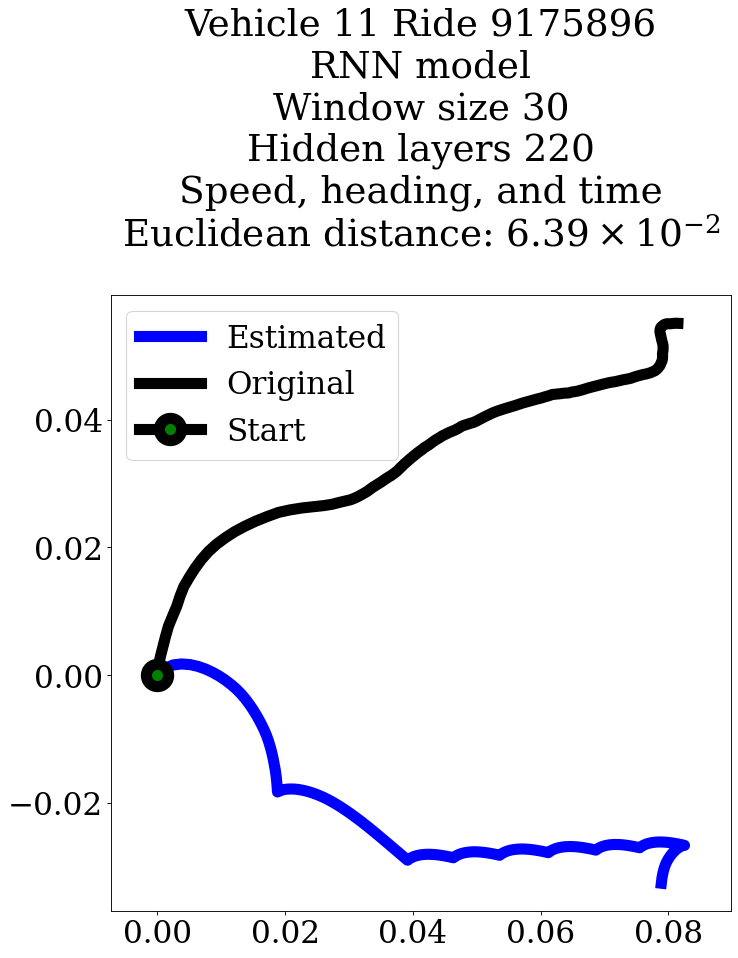 Vehicle 11 Ride 9175896
RNN model
Window size 30
Hidden layers 220
Speed, heading, and time
Euclidean distance: 6.39 × 10⁻²
Estimated
Original
Start
0.04
0.02
0.00
−0.02
0.00 0.02 0.04 0.06 0.08